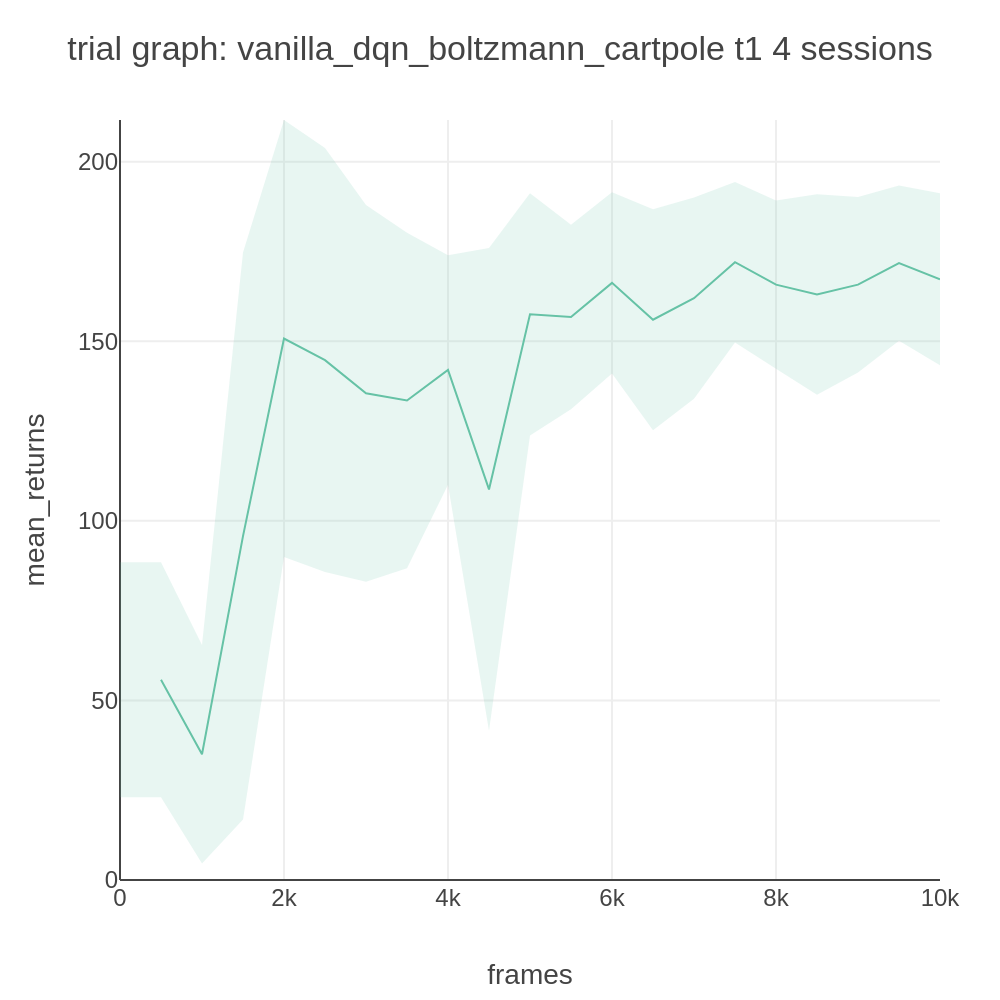 trial graph: vanilla_dqn_boltzmann_cartpole t1 4 sessions
200
150
100
50
0
mean_returns
0 2k 4k 6k 8k 10k
frames